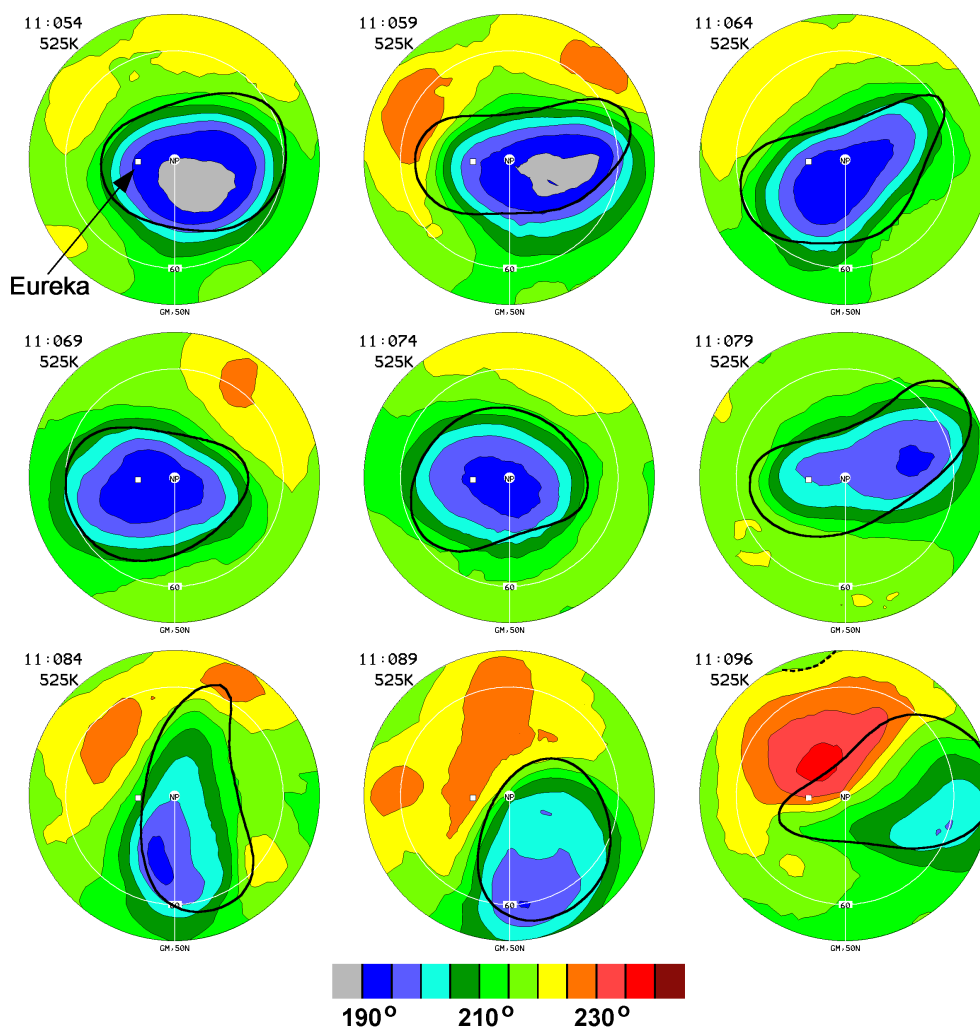 11:054
525K
NP
Eureka
60
GM,50N
11:059
525K
NP
60
GM,50N
11:064
525K
NP
60
GM,50N
11:069
525K
NP
60
GM,50N
11:074
525K
NP
60
GM,50N
11:079
525K
NP
60
GM,50N
11:084
525K
NP
60
GM,50N
11:089
525K
NP
60
GM,50N
11:096
525K
NP
60
GM,50N
190° 210° 230°